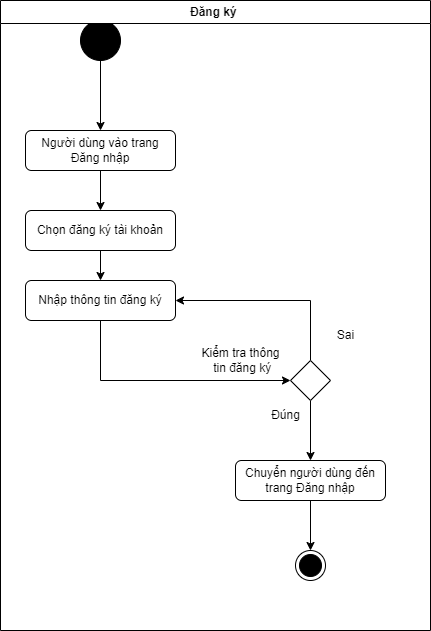 Đăng ký
Người dùng vào trang
Đăng nhập
Chọn đăng ký tài khoản
Nhập thông tin đăng ký
Sai
Kiểm tra thông
tin đăng ký
Đúng
Chuyển người dùng đến
trang Đăng nhập